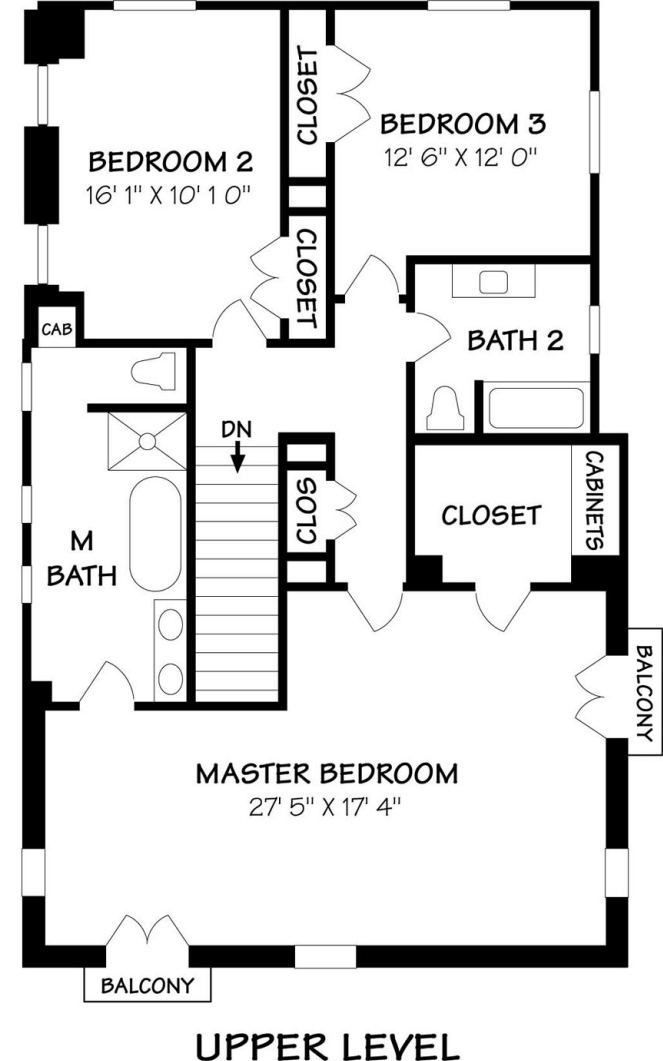 CLOSET
BEDROOM 3
12' 6" X 12' 0"
BEDROOM 2
16' 1" X 10' 1 0"
CLOSET
CAB
BATH 2
DN
CLOS
CLOSET
CABINETS
M
BATH
BALCONY
MASTER BEDROOM
27' 5" X 17' 4"
BALCONY
UPPER LEVEL